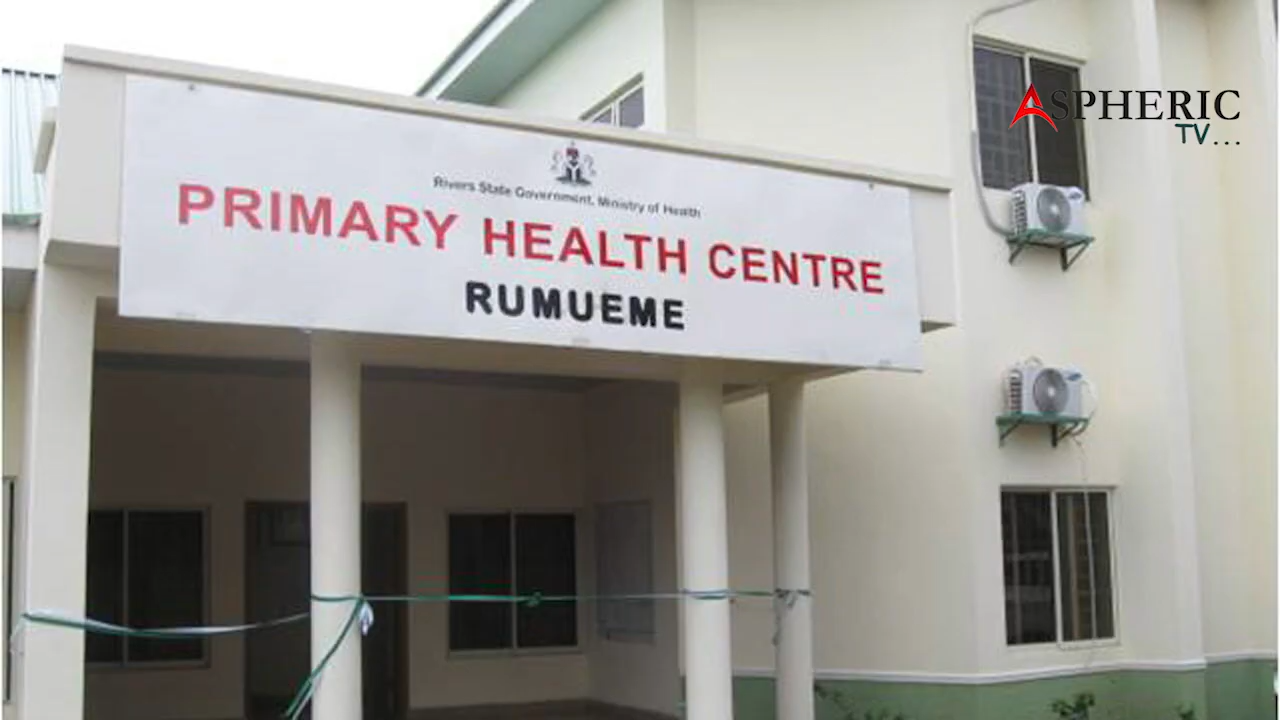 ASPHERIC
TV...
Rivers State Government, Ministry of Health
PRIMARY HEALTH CENTRE
RUMUEME